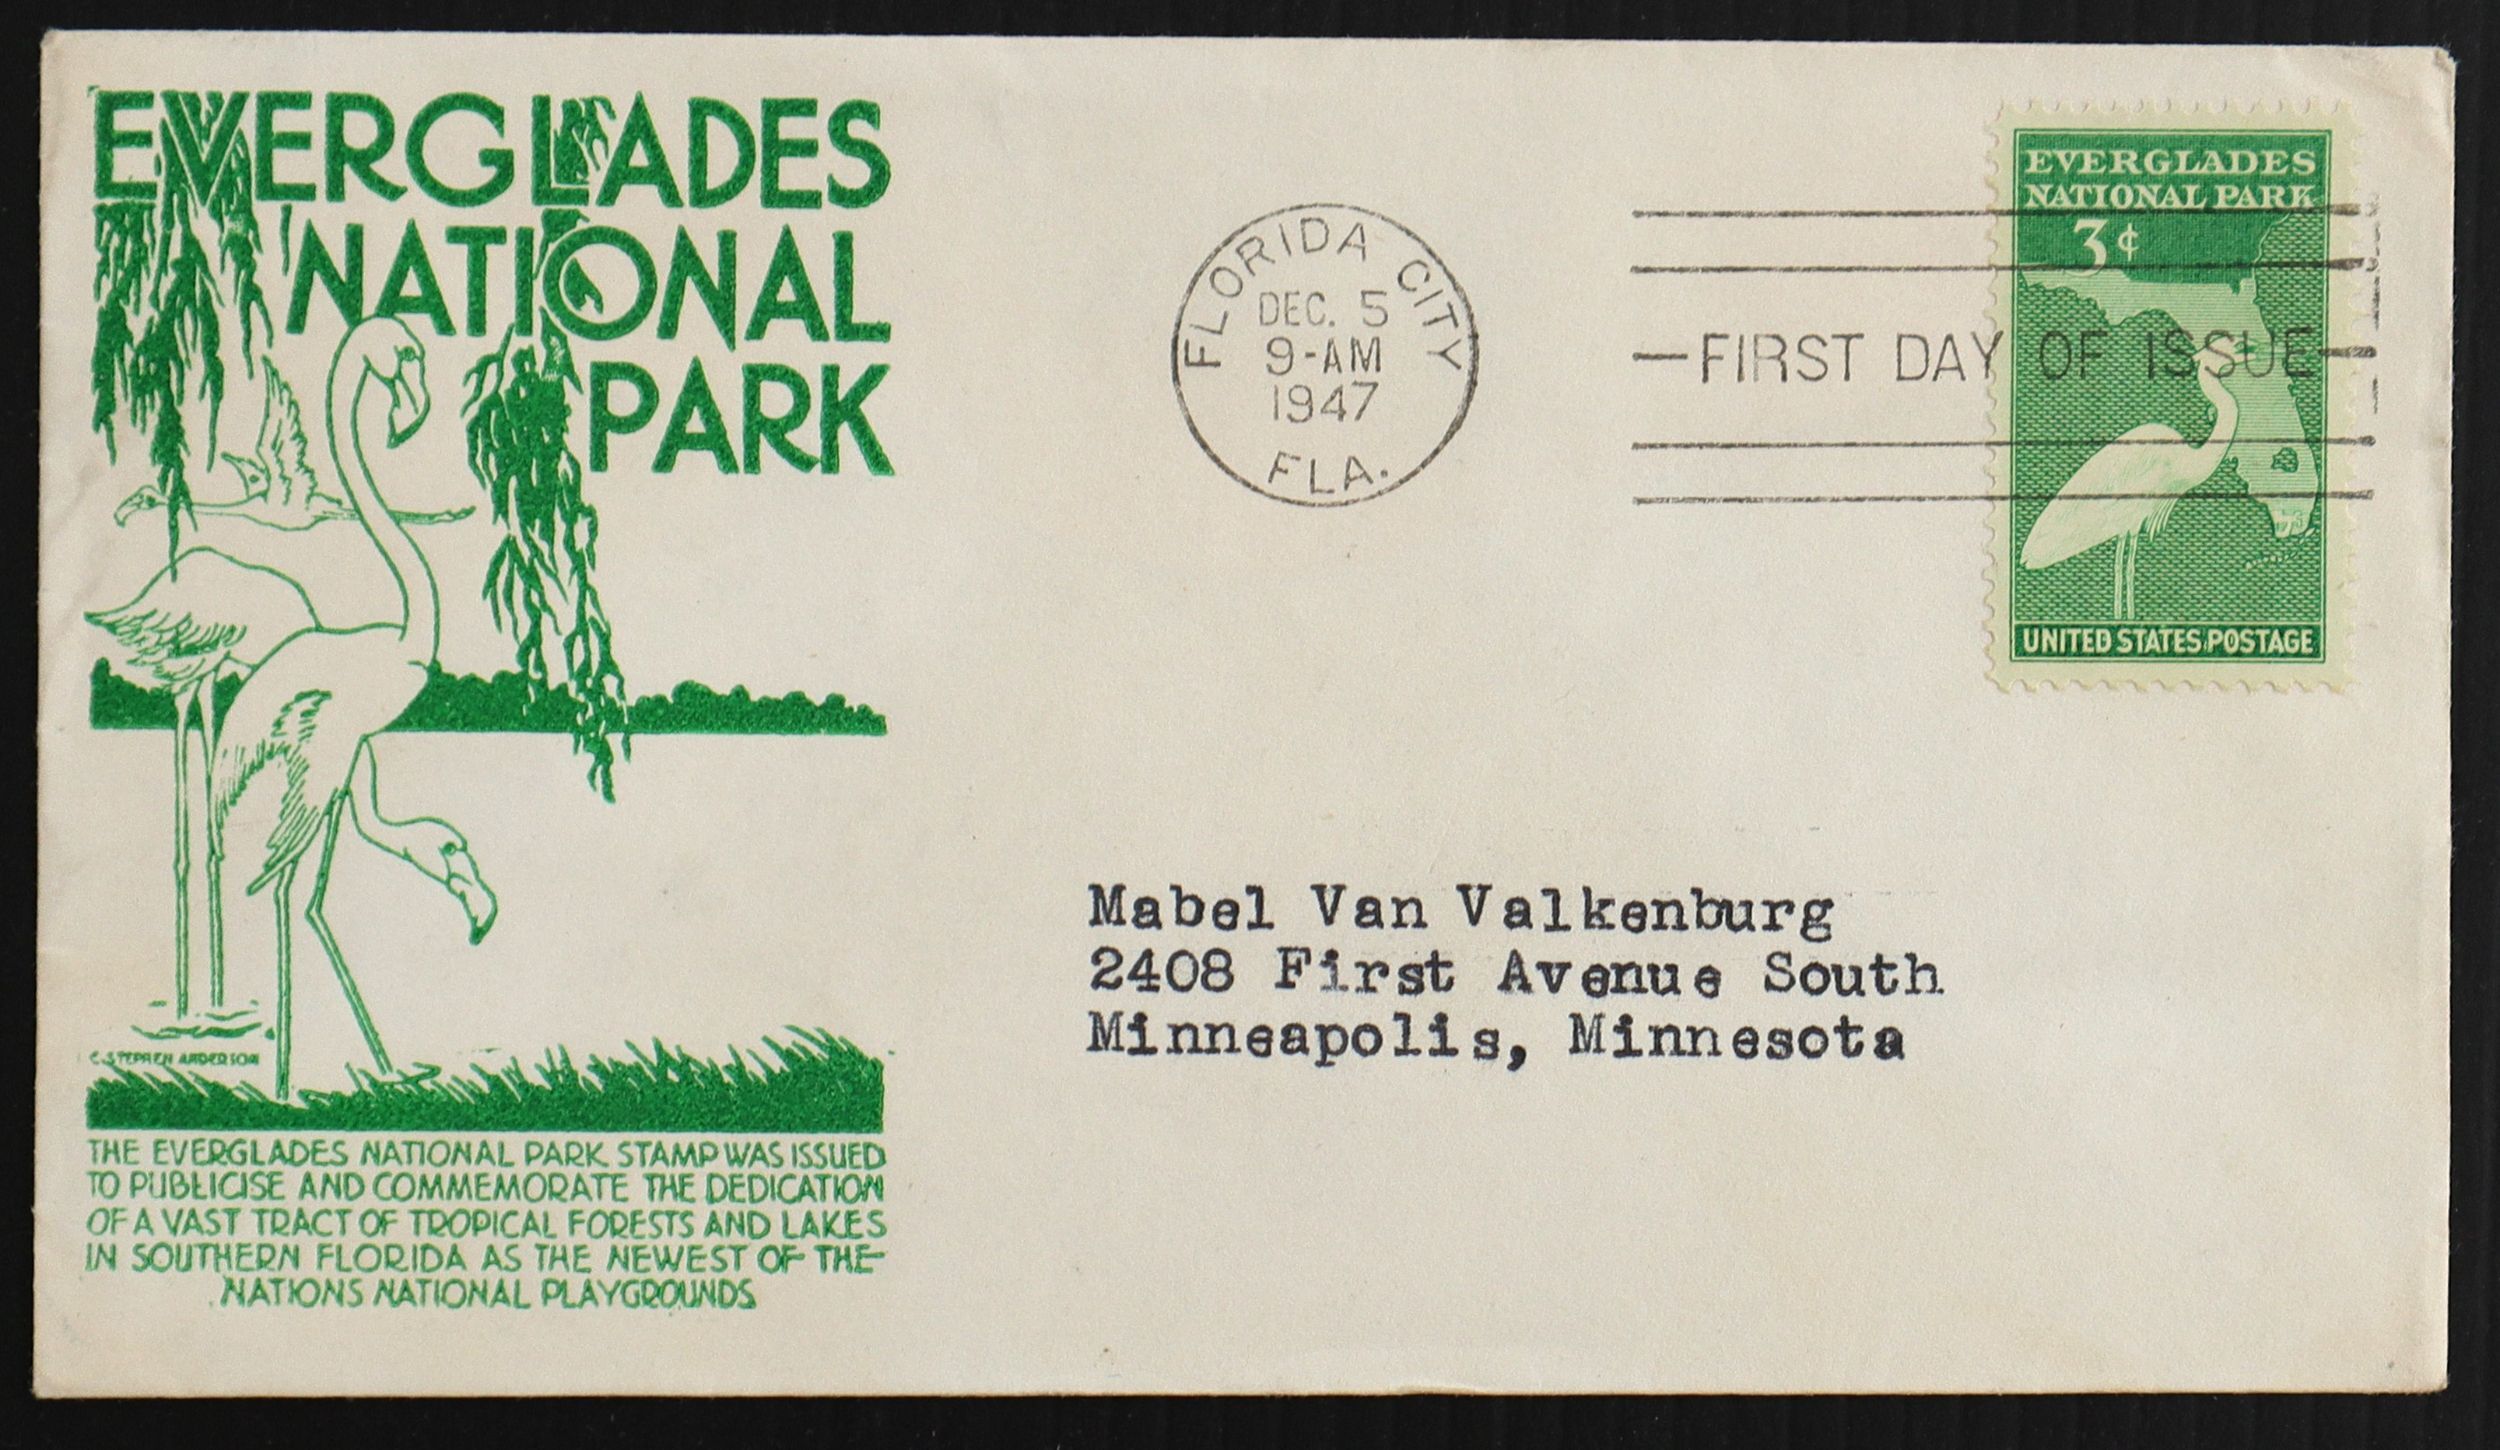 EVERGLADES
NATIONAL
PARK
C. STEPHEN ANDERSON
THE EVERGLADES NATIONAL PARK STAMP WAS ISSUED
TO PUBLICISE AND COMMEMORATE THE DEDICATION
OF A VAST TRACT OF TROPICAL FORESTS AND LAKES
IN SOUTHERN FLORIDA AS THE NEWEST OF THE
NATIONS NATIONAL PLAYGROUNDS
FLORIDA CITY
DEC. 5
9-AM
1947
FLA.
FIRST DAY OF ISSUE
EVERGLADES
NATIONAL PARK
3¢
UNITED STATES POSTAGE
Mabel Van Valkenburg
2408 First Avenue South
Minneapolis, Minnesota